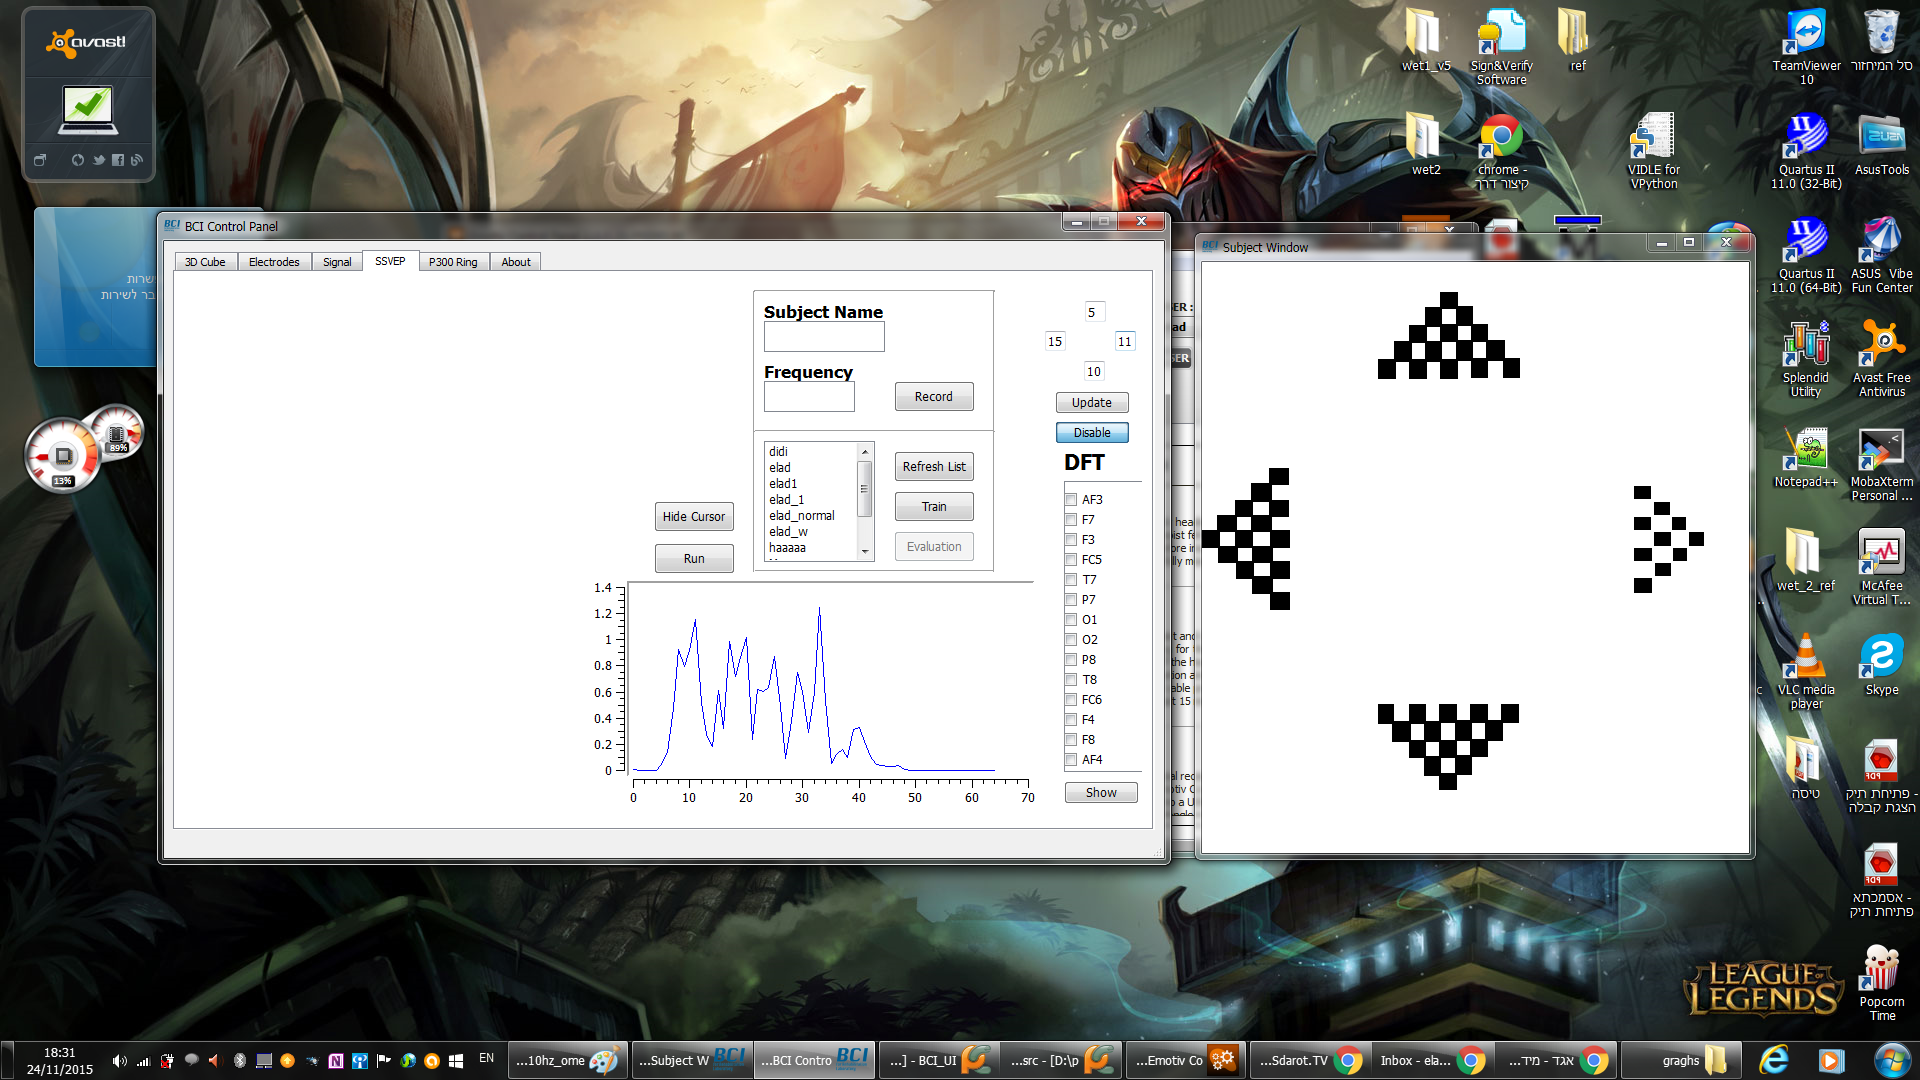 avast!
13%
89%
wet1_v5
Sign&Verify
Software
ref
TeamViewer
10
סל המיחזור
wet2
chrome -
קיצור דרך
VIDLE for
VPython
Quartus II
11.0 (32-Bit)
AsusTools
Quartus II
11.0 (64-Bit)
ASUS Vibe
Fun Center
Splendid
Utility
Avast Free
Antivirus
Notepad++
MobaXterm
Personal ...
wet_2_ref
McAfee
Virtual T...
VLC media
player
Skype
טיסה
פתיחת תיק -
הצגת קבלה
אסמכתא -
פתיחת תיק
Popcorn
Time
LEAGUE OF
LEGENDS
BCI BCI Control Panel
3D Cube
Electrodes
Signal
SSVEP
P300 Ring
About
Subject Name
Frequency
Record
didi
elad
elad1
elad_1
elad_normal
elad_w
haaaaa
Refresh List
Train
Evaluation
Hide Cursor
Run
5
15
11
10
Update
Disable
DFT
AF3
F7
F3
FC5
T7
P7
O1
O2
P8
T8
FC6
F4
F8
AF4
Show
1.4
1.2
1
0.8
0.6
0.4
0.2
0
0 10 20 30 40 50 60 70
BCI Subject Window
18:31
24/11/2015
EN
...10hz_ome
...Subject W BCI
...BCI Contro BCI
...] - BCI_UI
...src - [D:\p
...Emotiv Co
...Sdarot.TV
Inbox - ela...
...אגד - מיד
graghs